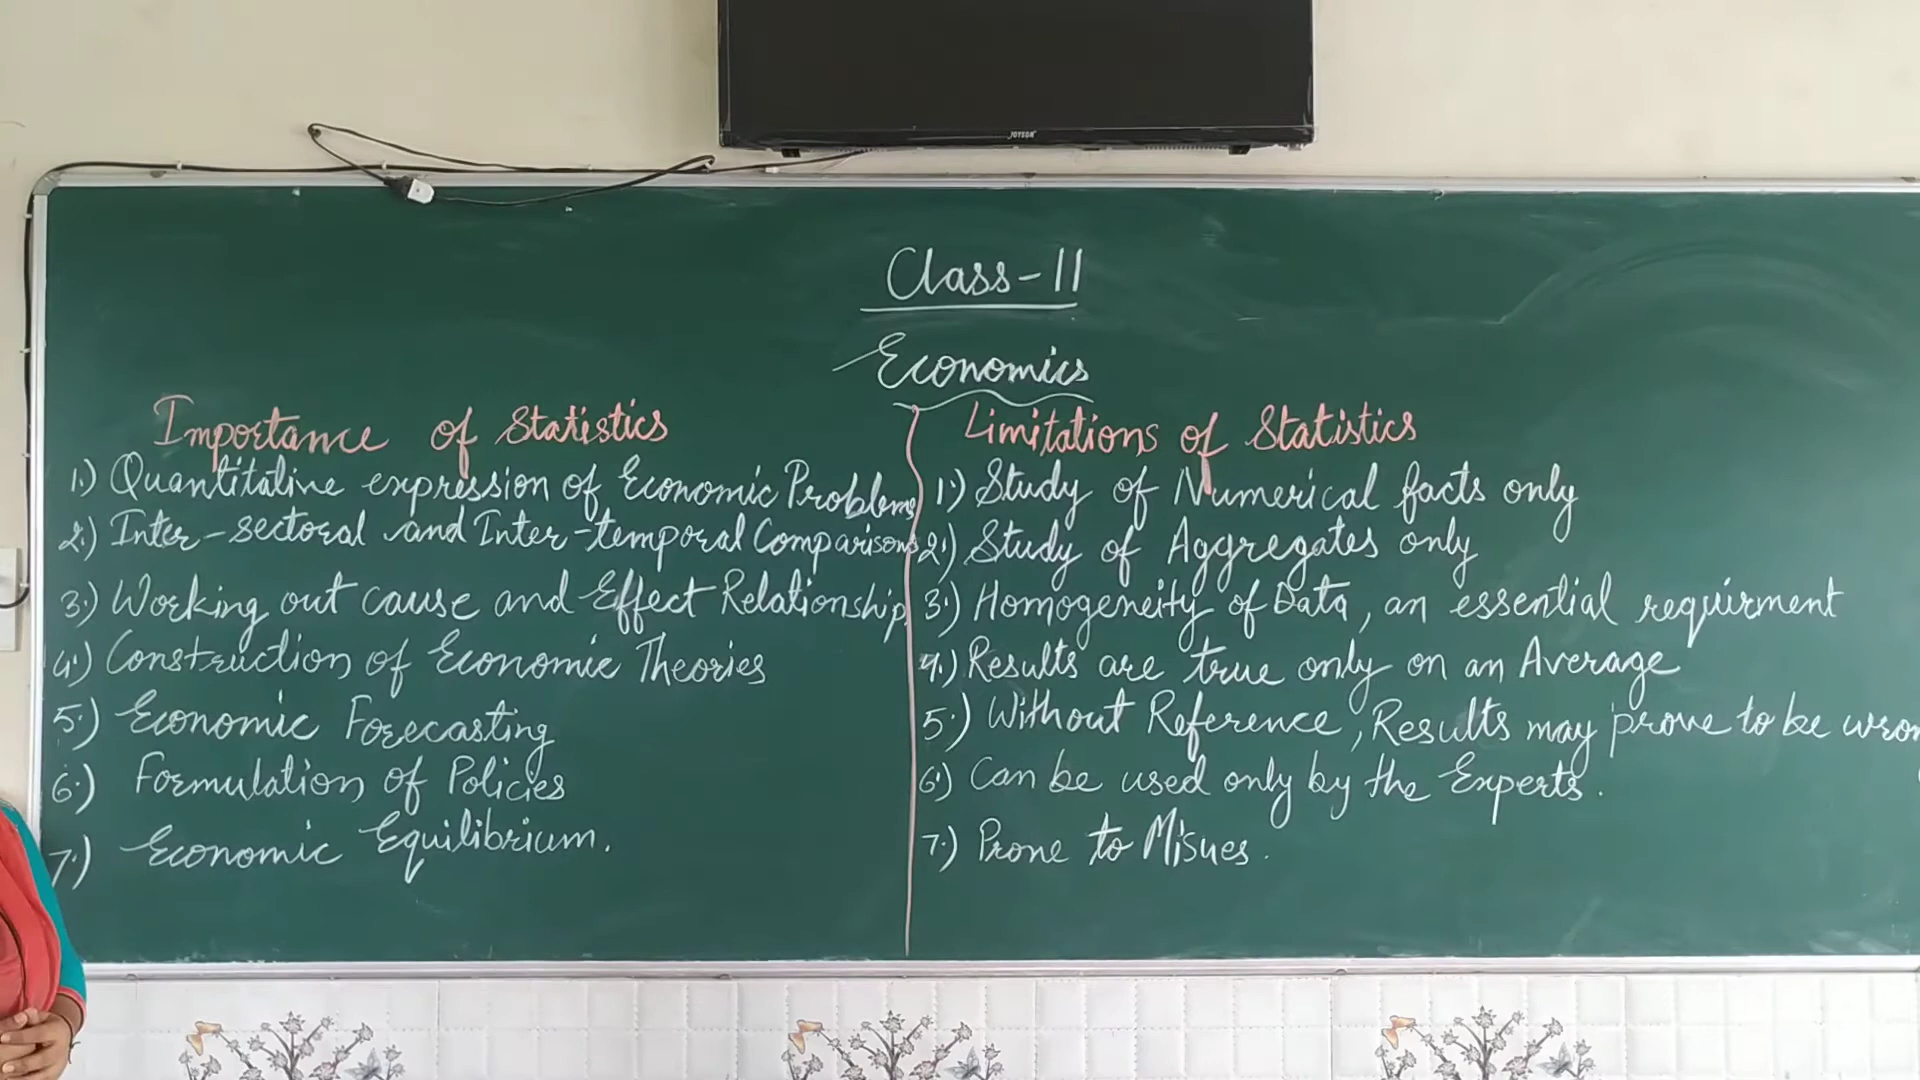 JOYSON
Class-11
Economics
Importance of Statistics
1.) Quantitative expression of Economic Problems
2.) Inter-sectoral and Inter-temporal Comparisons
3.) Working out cause and Effect Relationship
4.) Construction of Economic Theories
5.) Economic Forecasting
6.) Formulation of Policies
7.) Economic Equilibrium.
Limitations of Statistics
1.) Study of Numerical facts only
2.) Study of Aggregates only
3.) Homogeneity of Data, an essential requirment
4.) Results are true only on an Average
5.) Without Reference, Results may prove to be wron
6.) Can be used only by the Experts.
7.) Prone to Misues.